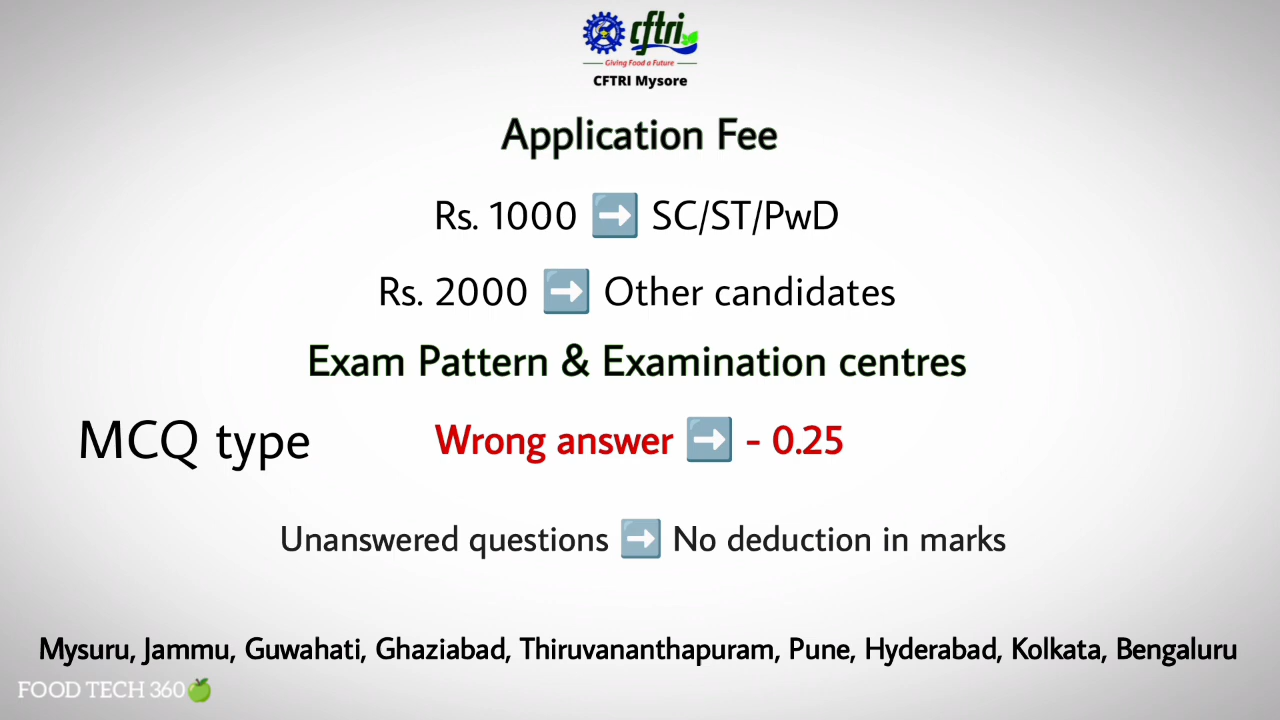 cftri
Giving Food a Future
CFTRI Mysore
Application Fee
Rs. 1000 ➡️ SC/ST/PwD
Rs. 2000 ➡️ Other candidates
Exam Pattern & Examination centres
MCQ type Wrong answer ➡️ - 0.25
Unanswered questions ➡️ No deduction in marks
Mysuru, Jammu, Guwahati, Ghaziabad, Thiruvananthapuram, Pune, Hyderabad, Kolkata, Bengaluru
FOOD TECH 360🍏